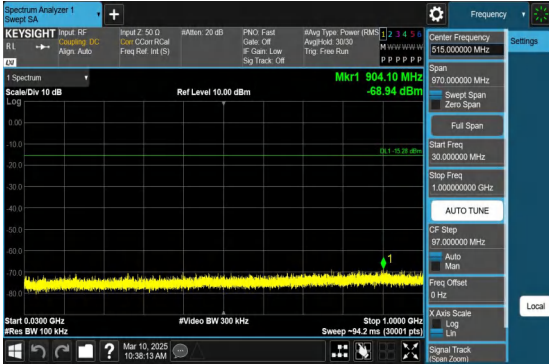 Spectrum Analyzer 1
Swept SA
+
Frequency
KEYSIGHT
RL
LXI
Input: RF
Coupling: DC
Align: Auto
Input Z: 50 Ω
Corr CCorr RCal
Freq Ref: Int (S)
#Atten: 20 dB
PNO: Fast
Gate: Off
IF Gain: Low
Sig Track: Off
#Avg Type: Power (RMS
Avg|Hold: 30/30
Trig: Free Run
1 2 3 4 5 6
M W W W W W
P P P P P P
1 Spectrum
Scale/Div 10 dB
Log
Ref Level 10.00 dBm
Mkr1 904.10 MHz
-68.94 dBm
0.00
-10.0
DL1 -15.28 dBm
-20.0
-30.0
-40.0
-50.0
-60.0
1
-70.0
-80.0
Start 0.0300 GHz
#Res BW 100 kHz
#Video BW 300 kHz
Stop 1.0000 GHz
Sweep ~94.2 ms (30001 pts)
Mar 10, 2025
10:38:13 AM
Center Frequency
515.000000 MHz
Settings
Span
970.000000 MHz
Swept Span
Zero Span
Full Span
Start Freq
30.000000 MHz
Stop Freq
1.000000000 GHz
AUTO TUNE
CF Step
97.000000 MHz
Auto
Man
Freq Offset
0 Hz
X Axis Scale
Log
Lin
Local
Signal Track
(Span Zoom)